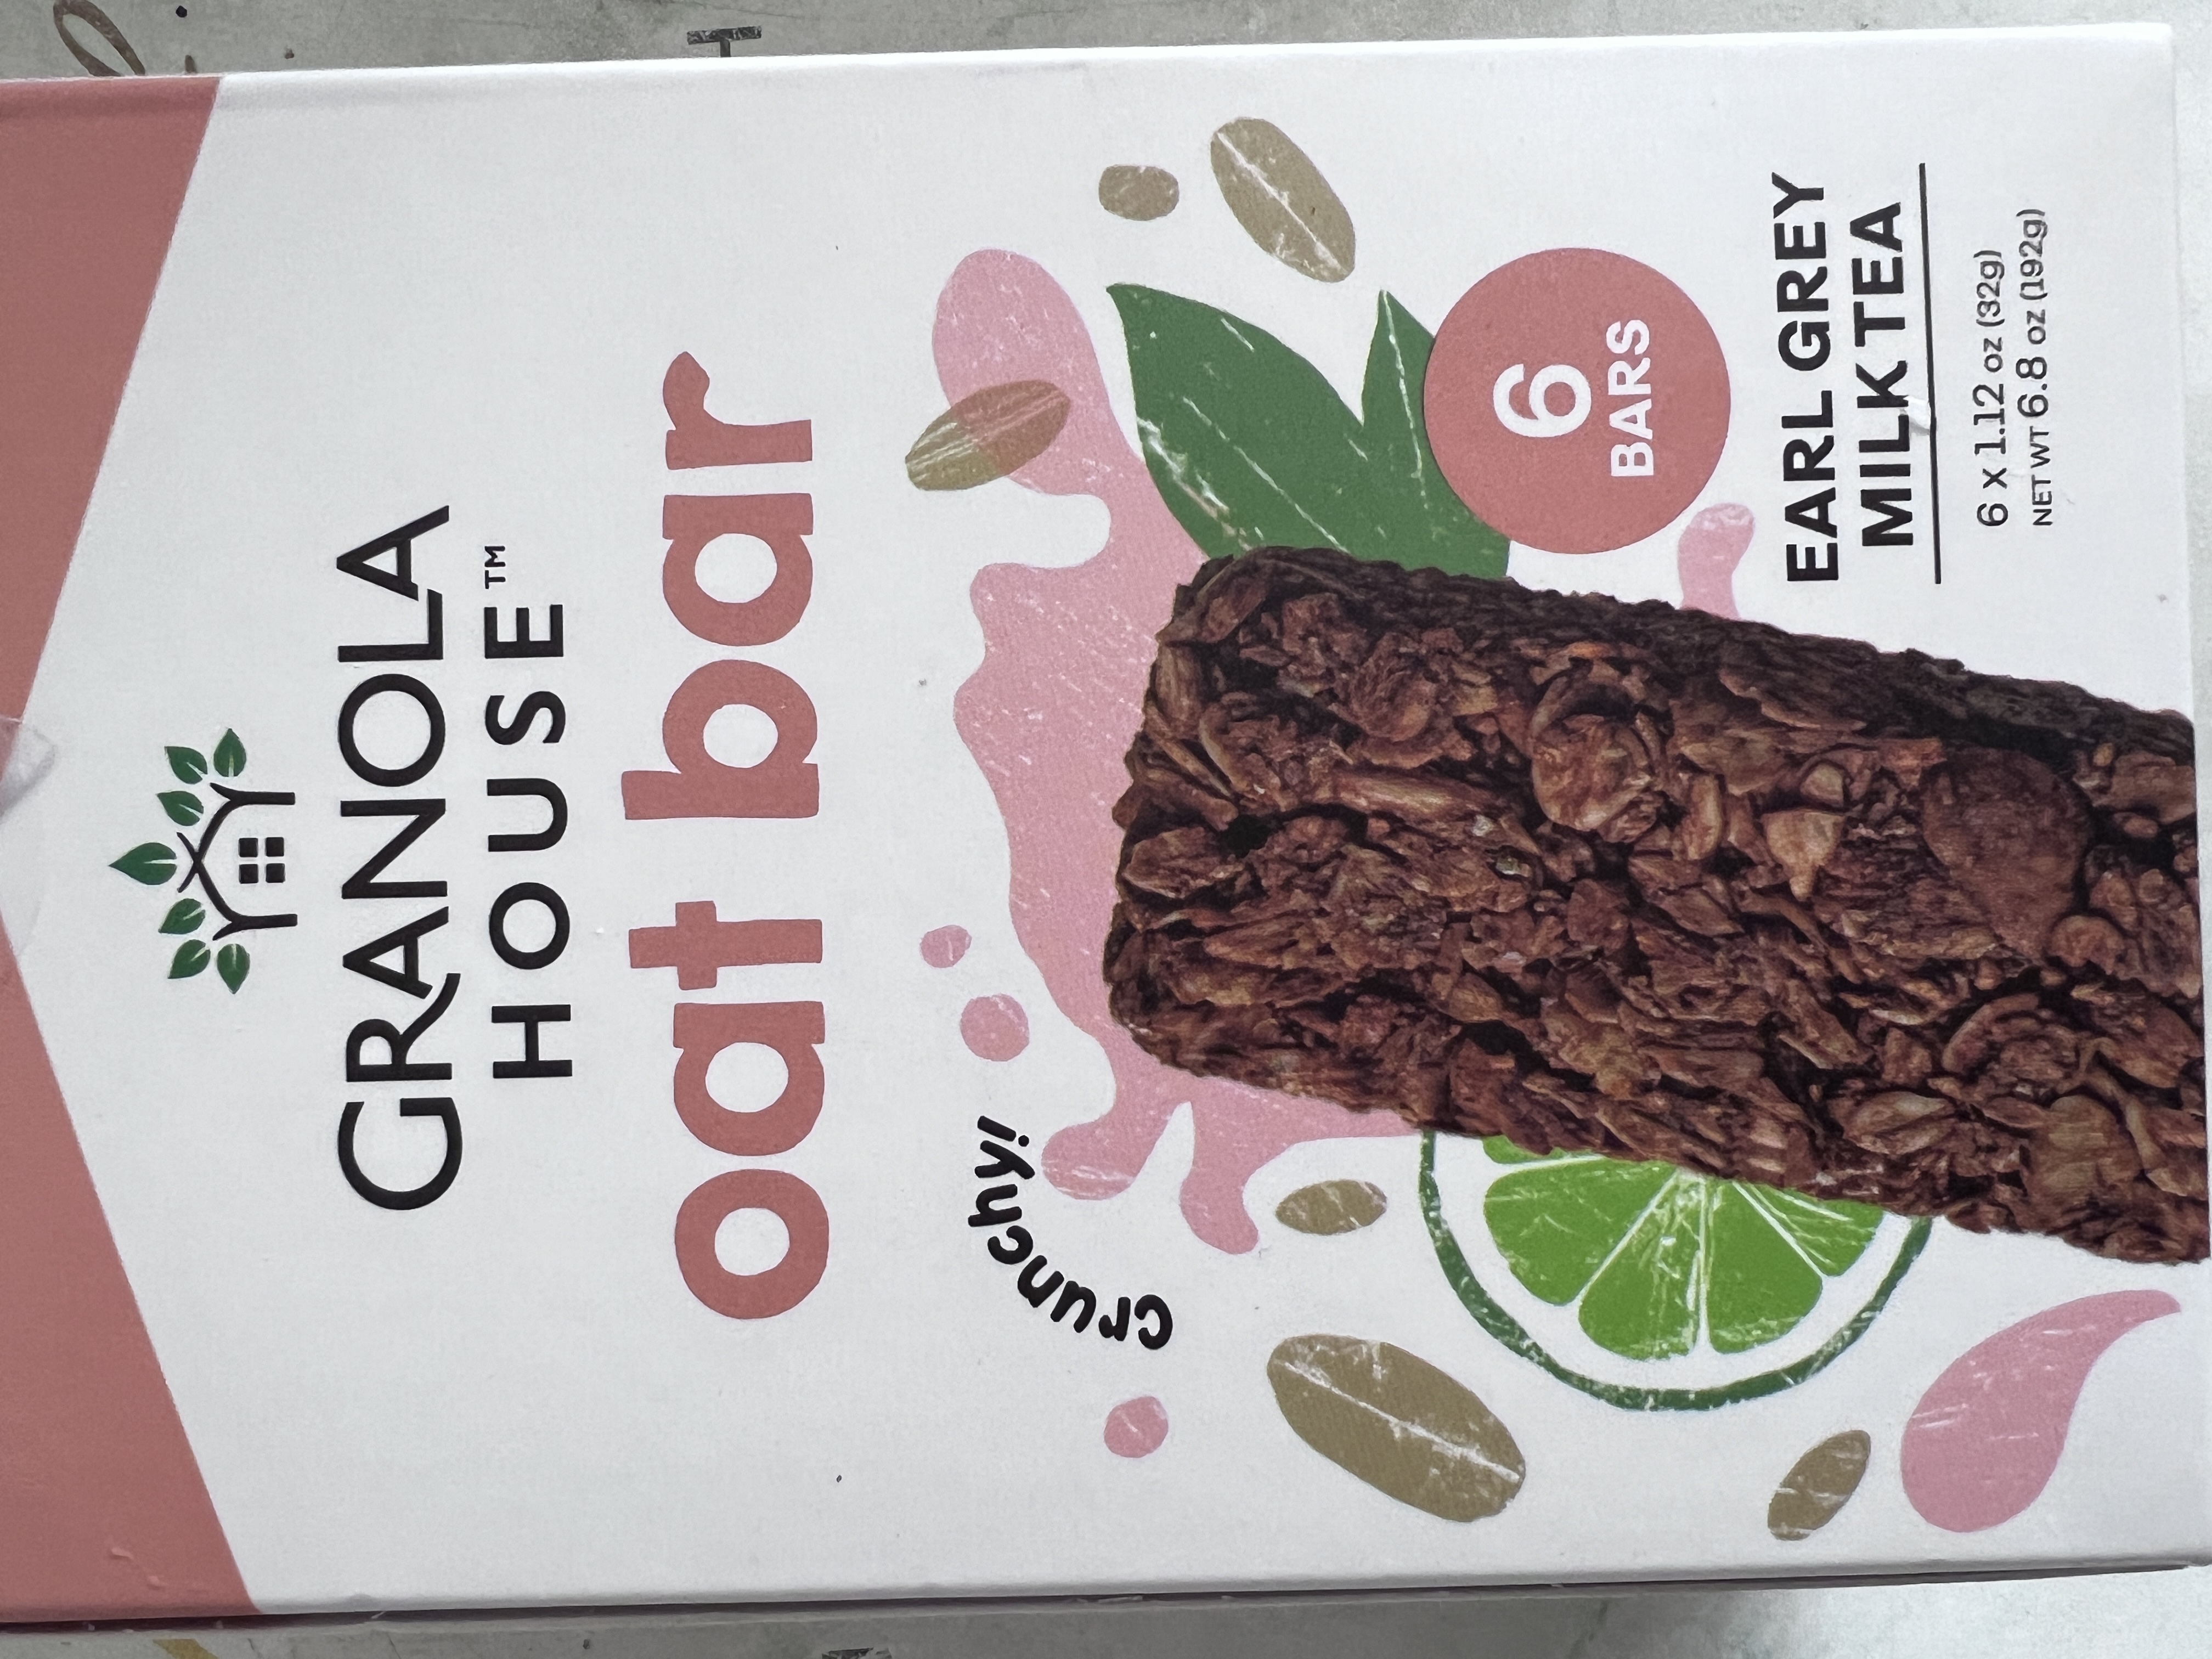 GRANOLA
HOUSE™
oat bar
crunchy!
6
BARS
EARL GREY
MILK TEA
6 x 1.12 oz (32g)
NET WT 6.8 oz (192g)